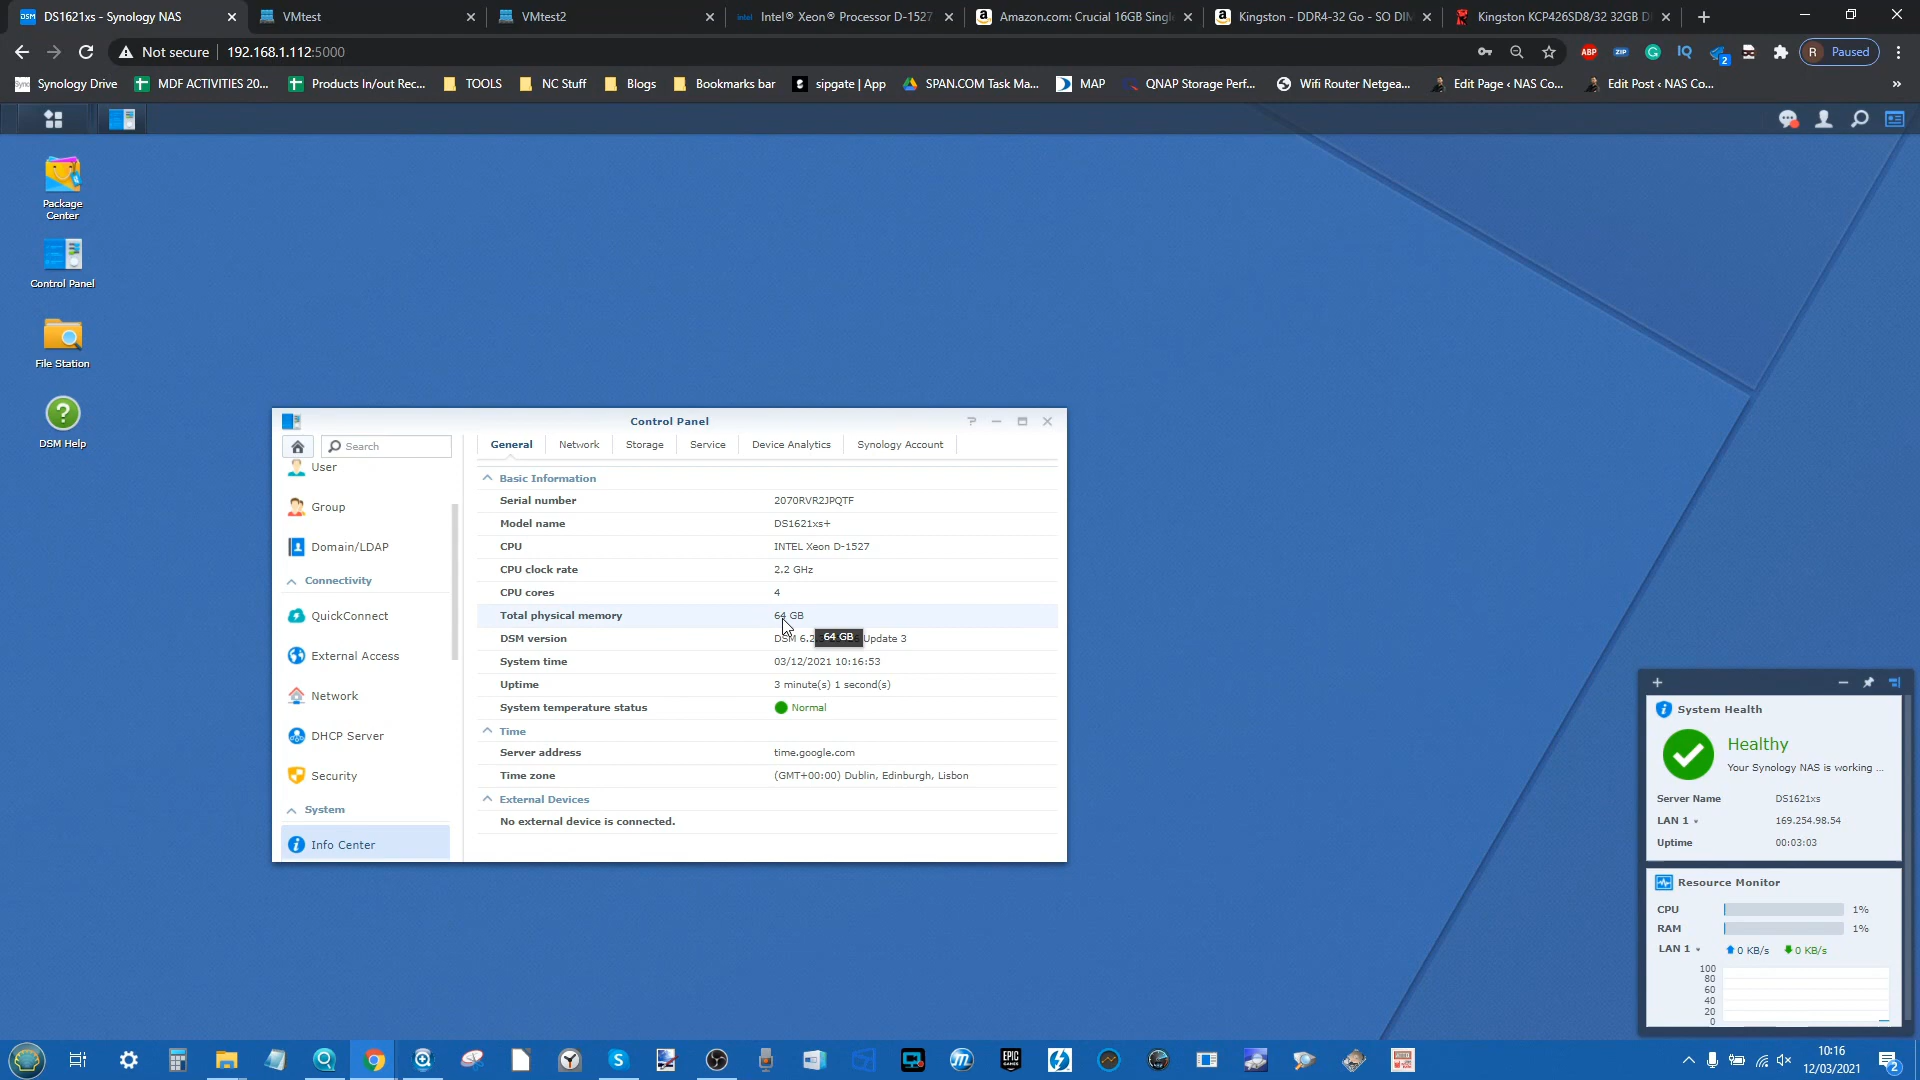 DS1621xs - Synology NAS
VMtest
VMtest2
Intel® Xeon® Processor D-1527
Amazon.com: Crucial 16GB Singl
Kingston - DDR4-32 Go - SO DIM
Kingston KCP426SD8/32 32GB D
Not secure
192.168.1.112:5000
ABP
ZIP
IQ
2
R
Paused
Synology Drive
MDF ACTIVITIES 20...
Products In/out Rec...
TOOLS
NC Stuff
Blogs
Bookmarks bar
sipgate | App
SPAN.COM Task Ma...
MAP
QNAP Storage Perf...
Wifi Router Netgea...
Edit Page ‹ NAS Co...
Edit Post ‹ NAS Co...
»
Package
Center
Control Panel
File Station
DSM Help
Control Panel
Search
General
Network
Storage
Service
Device Analytics
Synology Account
User
Group
Domain/LDAP
Connectivity
QuickConnect
External Access
Network
DHCP Server
Security
System
Info Center
Basic Information
Serial number 2070RVR2JPQTF
Model name DS1621xs+
CPU INTEL Xeon D-1527
CPU clock rate 2.2 GHz
CPU cores 4
Total physical memory 64 GB
64 GB
DSM version DSM 6.2 Update 3
System time 03/12/2021 10:16:53
Uptime 3 minute(s) 1 second(s)
System temperature status Normal
Time
Server address time.google.com
Time zone (GMT+00:00) Dublin, Edinburgh, Lisbon
External Devices
No external device is connected.
System Health
Healthy
Your Synology NAS is working ...
Server Name DS1621xs
LAN 1 169.254.98.54
Uptime 00:03:03
Resource Monitor
CPU 1%
RAM 1%
LAN 1 0 KB/s 0 KB/s
100
80
60
40
20
0
EPIC GAMES
10:16
12/03/2021
2